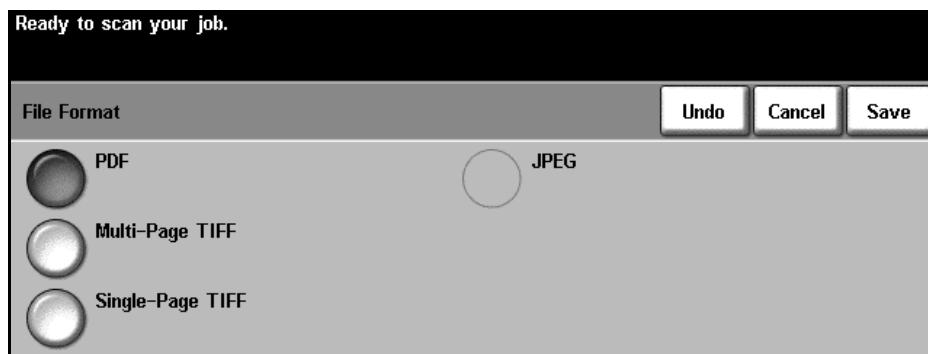 Ready to scan your job.
File Format
Undo
Cancel
Save
PDF
JPEG
Multi-Page TIFF
Single-Page TIFF